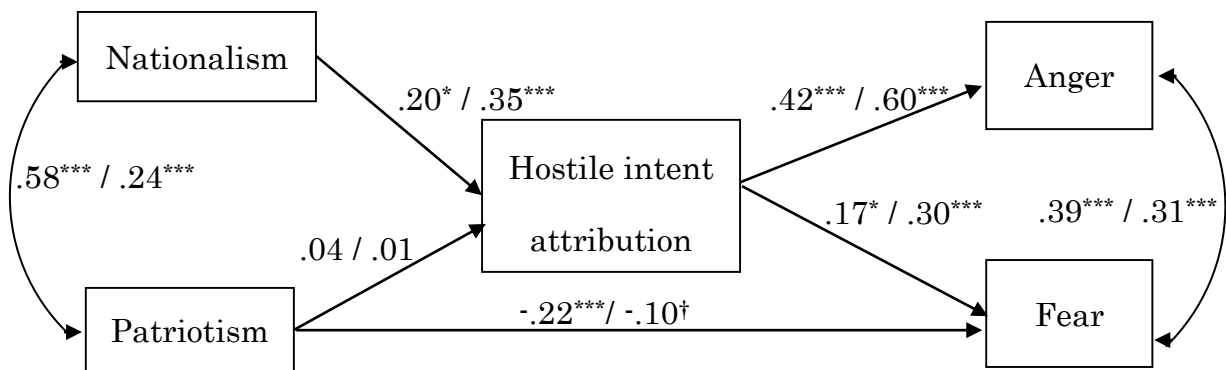 Nationalism
Anger
.20* / .35***
.42*** / .60***
Hostile intent
attribution
.58*** / .24***
.17* / .30***
.39*** / .31***
.04 / .01
Patriotism
-.22***/ -.10†
Fear